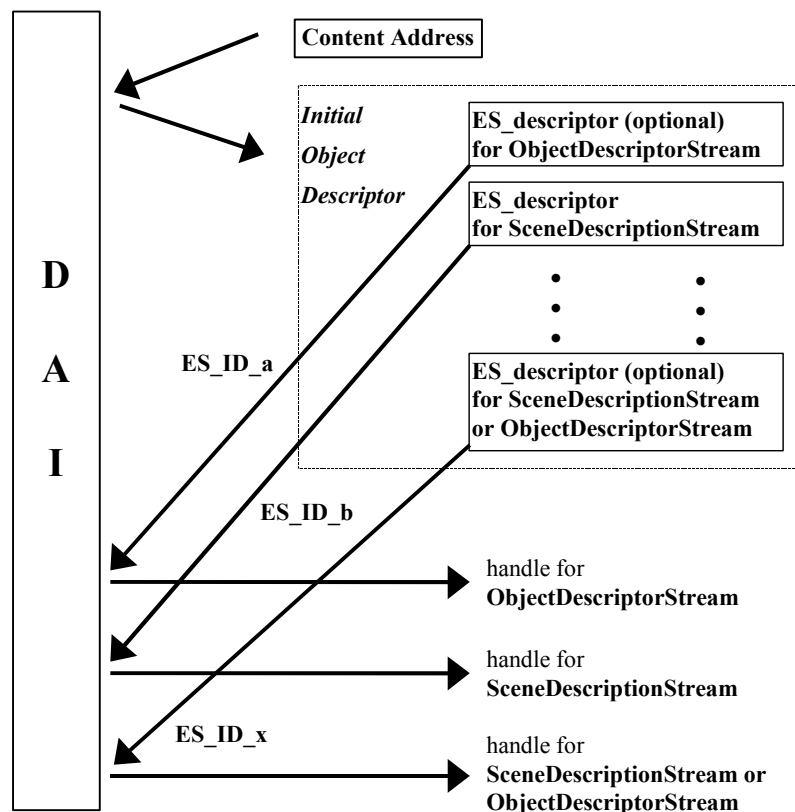 Content Address
Initial
Object
Descriptor
ES_descriptor (optional)
for ObjectDescriptorStream
ES_descriptor
for SceneDescriptionStream
ES_descriptor (optional)
for SceneDescriptionStream
or ObjectDescriptorStream
D
A
I
ES_ID_a
ES_ID_b
handle for
ObjectDescriptorStream
handle for
SceneDescriptionStream
ES_ID_x
handle for
SceneDescriptionStream or
ObjectDescriptorStream